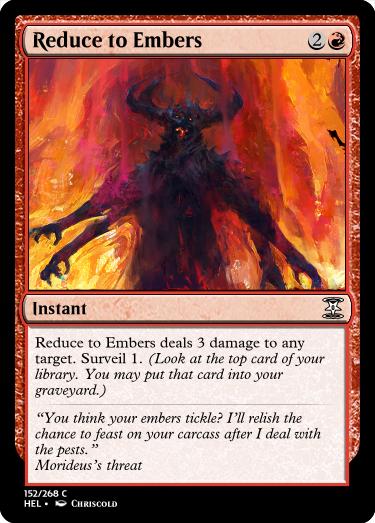 Reduce to Embers 2
Instant
Reduce to Embers deals 3 damage to any
target. Surveil 1. (Look at the top card of your
library. You may put that card into your
graveyard.)
“You think your embers tickle? I’ll relish the
chance to feast on your carcass after I deal with
the pests.”
Morideus’s threat
152/268 C
HEL • Chriscold